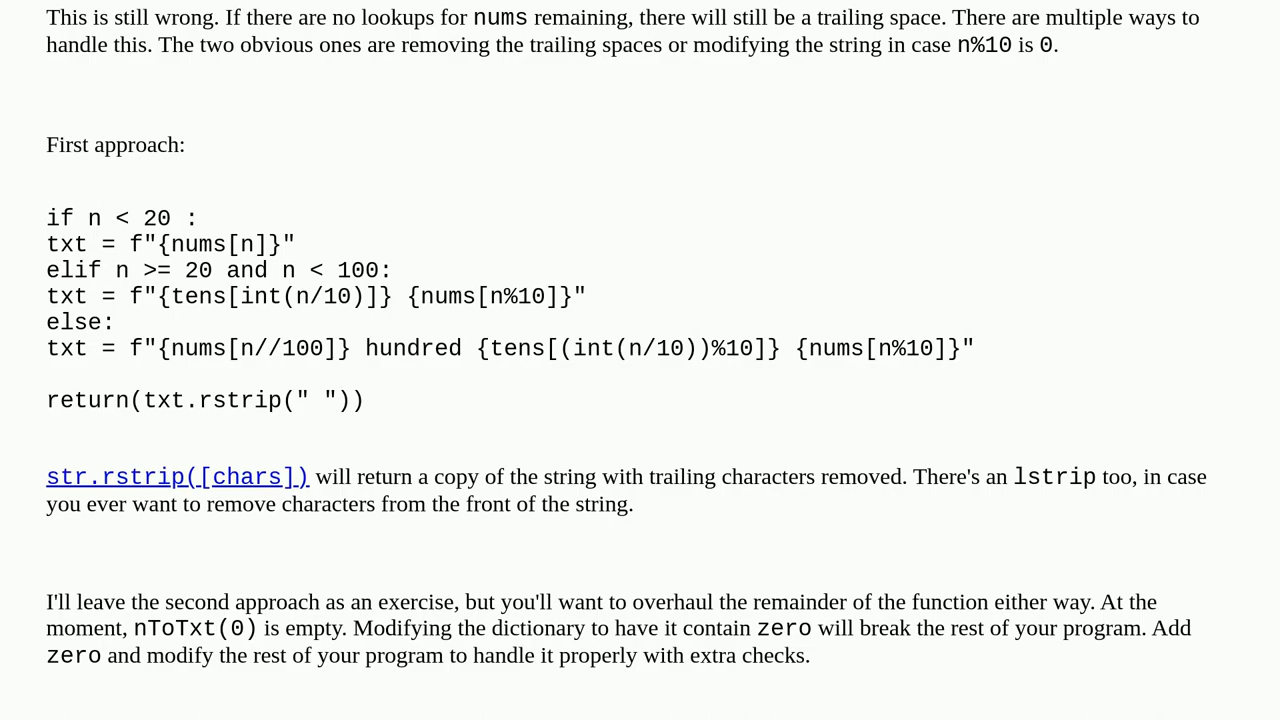 This is still wrong. If there are no lookups for nums remaining, there will still be a trailing space. There are multiple ways to
handle this. The two obvious ones are removing the trailing spaces or modifying the string in case n%10 is 0.
First approach:
if n < 20 :
txt = f"{nums[n]}"
elif n >= 20 and n < 100:
txt = f"{tens[int(n/10)]} {nums[n%10]}"
else:
txt = f"{nums[n//100]} hundred {tens[(int(n/10))%10]} {nums[n%10]}"
return(txt.rstrip(" "))
str.rstrip([chars]) will return a copy of the string with trailing characters removed. There's an lstrip too, in case
you ever want to remove characters from the front of the string.
I'll leave the second approach as an exercise, but you'll want to overhaul the remainder of the function either way. At the
moment, nToTxt(0) is empty. Modifying the dictionary to have it contain zero will break the rest of your program. Add
zero and modify the rest of your program to handle it properly with extra checks.